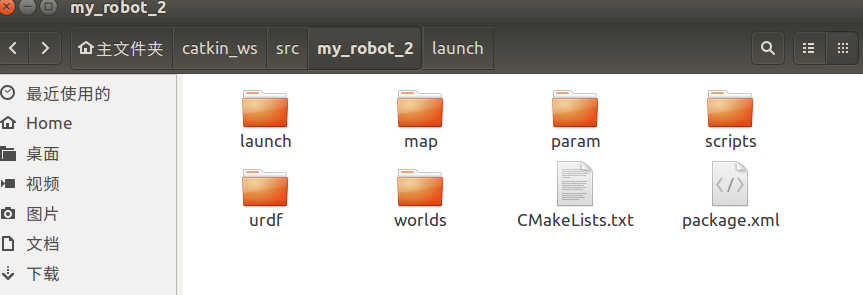 my_robot_2
主文件夹 catkin_ws src my_robot_2 launch
最近使用的
Home
桌面
视频
图片
文档
下载
launch map param scripts
urdf worlds CMakeLists.txt package.xml